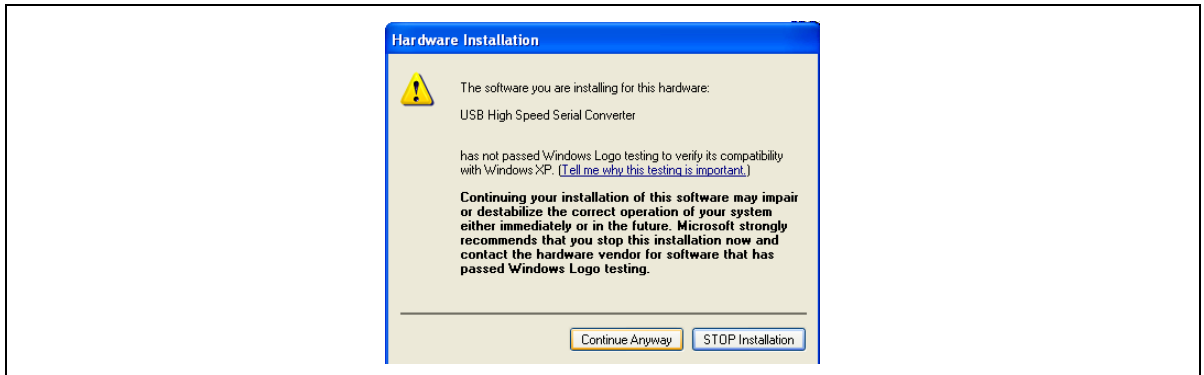 Hardware Installation
The software you are installing for this hardware:
USB High Speed Serial Converter
has not passed Windows Logo testing to verify its compatibility
with Windows XP. (Tell me why this testing is important.)
Continuing your installation of this software may impair
or destabilize the correct operation of your system
either immediately or in the future. Microsoft strongly
recommends that you stop this installation now and
contact the hardware vendor for software that has
passed Windows Logo testing.
Continue Anyway STOP Installation